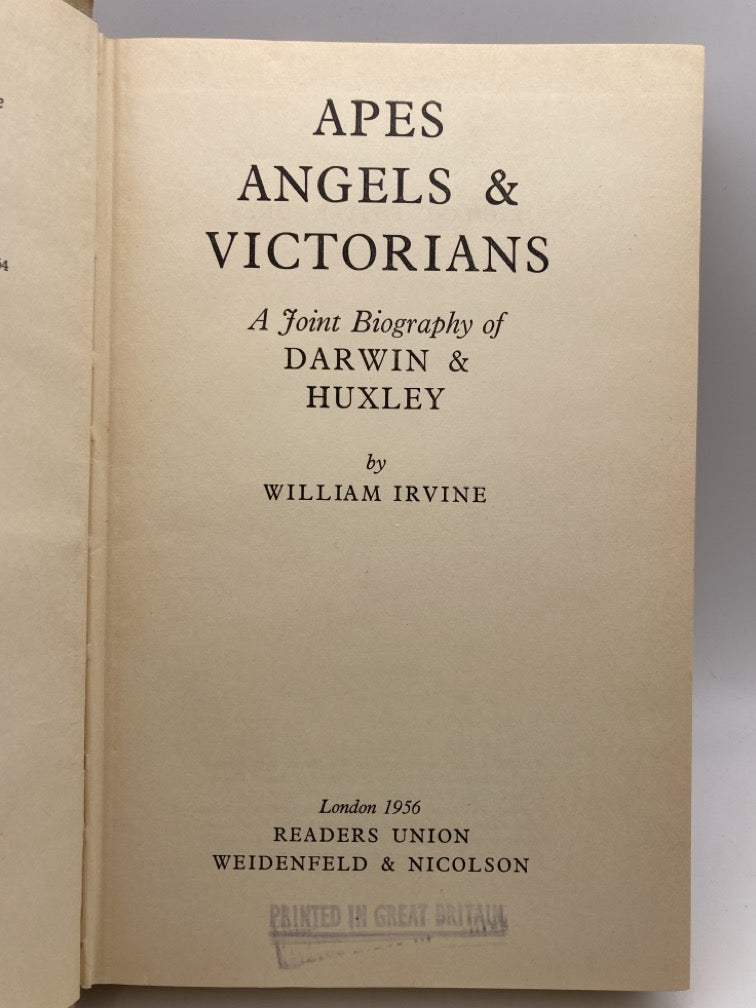 APES
ANGELS &
VICTORIANS
A Joint Biography of
DARWIN &
HUXLEY
by
WILLIAM IRVINE
London 1956
READERS UNION
WEIDENFELD & NICOLSON
PRINTED IN GREAT BRITAIN